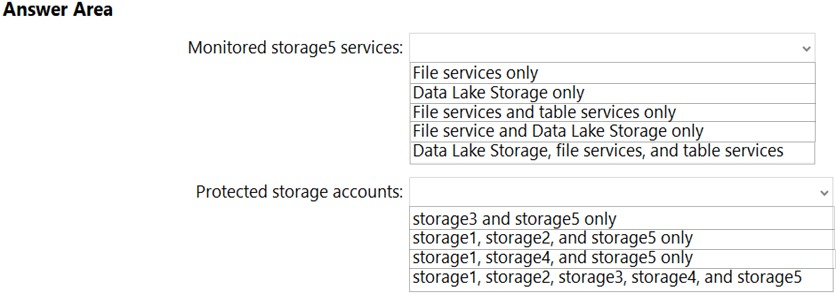 Answer Area
Monitored storage5 services:
File services only
Data Lake Storage only
File services and table services only
File service and Data Lake Storage only
Data Lake Storage, file services, and table services
Protected storage accounts:
storage3 and storage5 only
storage1, storage2, and storage5 only
storage1, storage4, and storage5 only
storage1, storage2, storage3, storage4, and storage5